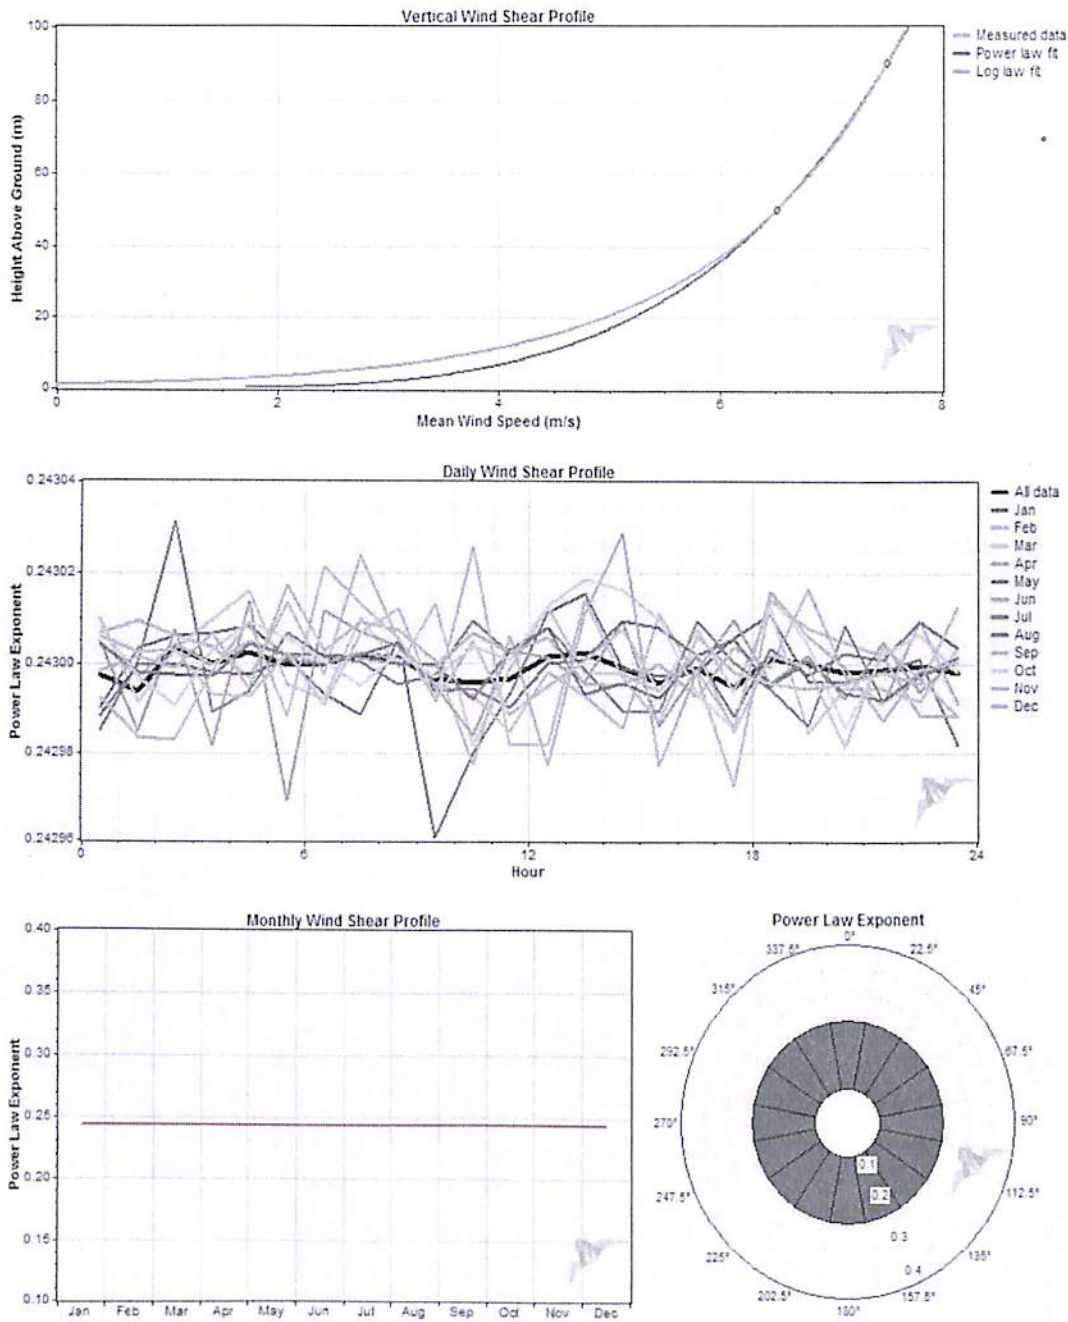 Vertical Wind Shear Profile
100
80
60
40
20
0
0
2
4
6
8
Height Above Ground (m)
Mean Wind Speed (m/s)
Measured data
Power law fit
Log law fit
Daily Wind Shear Profile
0.24304
0.24302
0.24300
0.24298
0.24296
0
6
12
18
24
Power Law Exponent
Hour
All data
Jan
Feb
Mar
Apr
May
Jun
Jul
Aug
Sep
Oct
Nov
Dec
Monthly Wind Shear Profile
0.40
0.35
0.30
0.25
0.20
0.15
0.10
Power Law Exponent
Jan Feb Mar Apr May Jun Jul Aug Sep Oct Nov Dec
Power Law Exponent
0°
22.5°
45°
67.5°
90°
112.5°
135°
157.5°
180°
202.5°
225°
247.5°
270°
292.5°
315°
337.5°
0.1
0.2
0.3
0.4